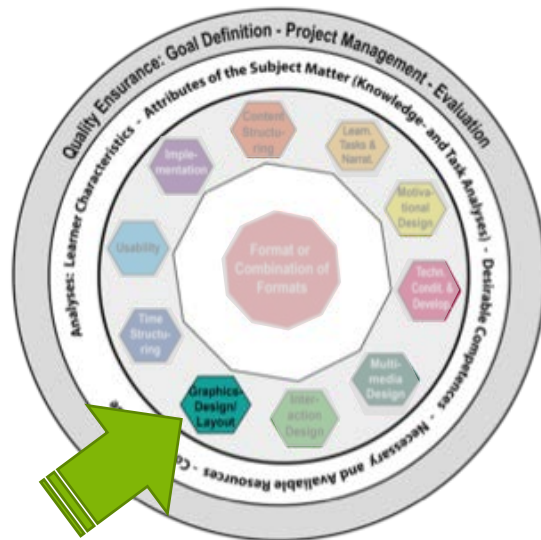 Quality Ensurance: Goal Definition - Project Management - Evaluation
Analyses: Learner Characteristics - Attributes of the Subject Matter (Knowledge- and Task Analyses) - Desirable Competences - Necessary and Avaliable Resources - Co
Content
Structu-
ring
Learn.
Tasks &
Narrat.
Motiva-
tional
Design
Techn.
Condit. &
Develop.
Multi-
media
Design
Inter-
action
Design
Graphics-
Design/
Layout
Time
Structu-
ring
Usability
Imple-
mentation
Format or
Combination of
Formats